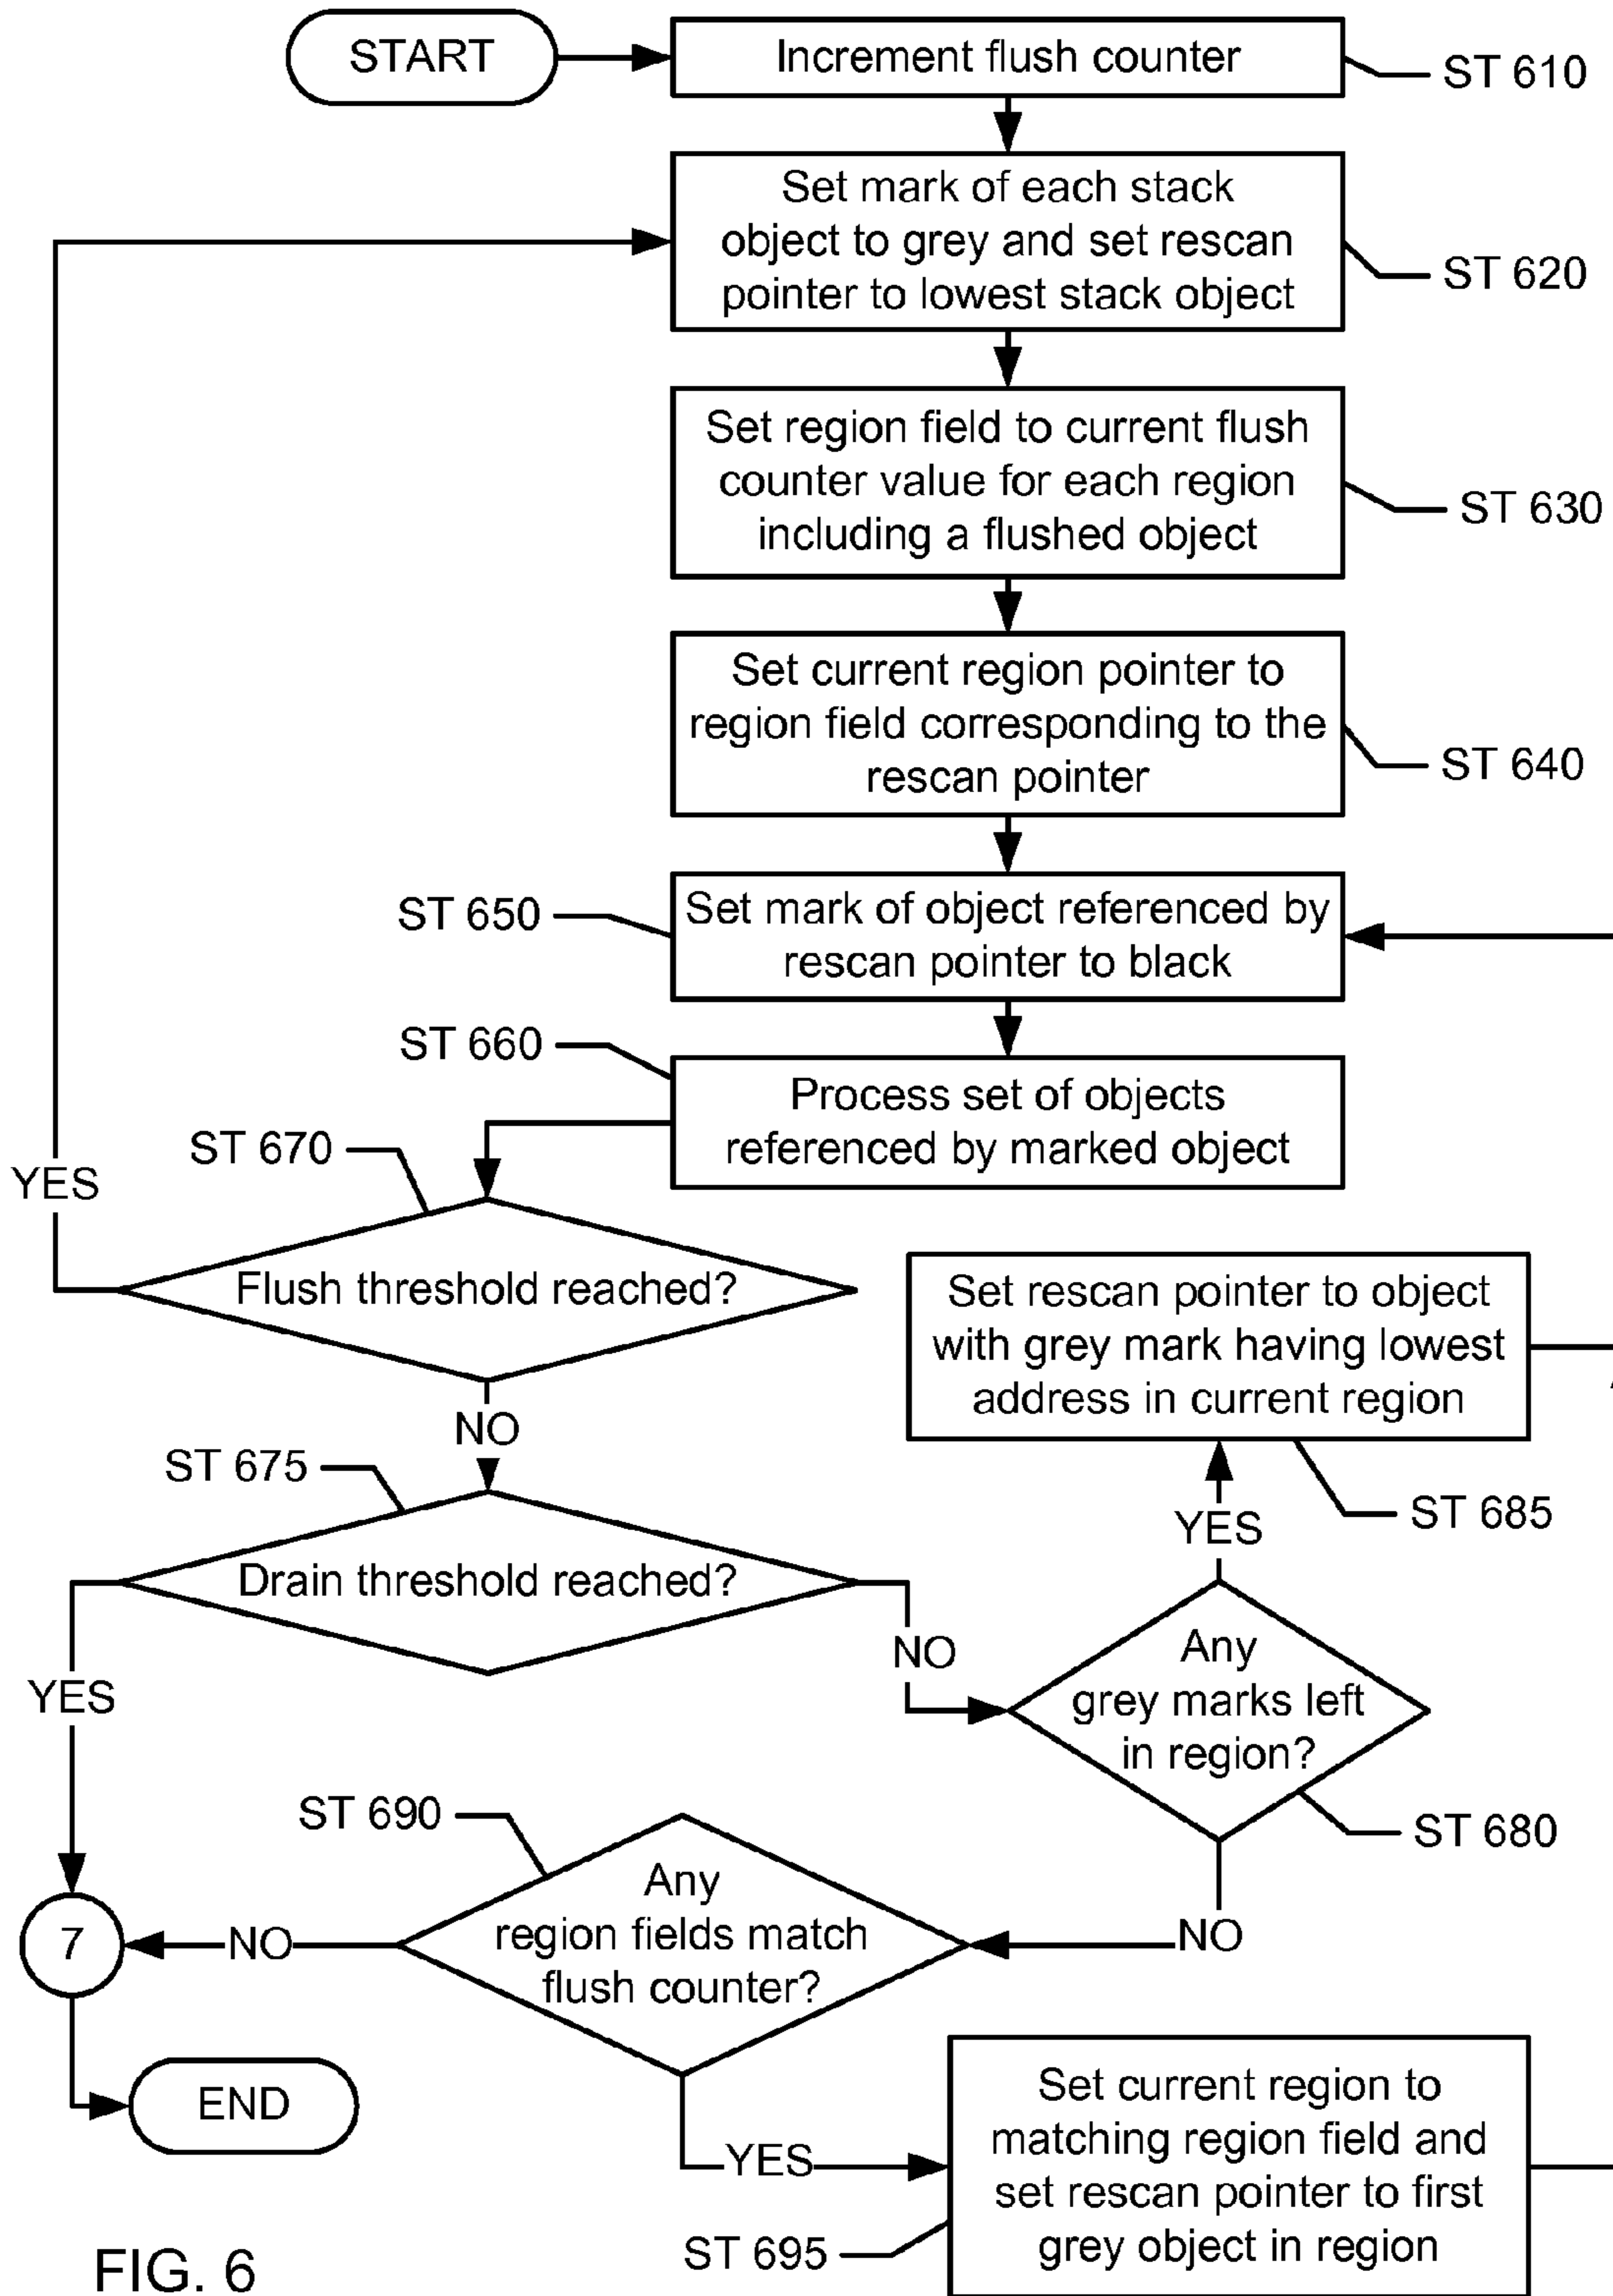 START
Increment flush counter
ST 610
Set mark of each stack
object to grey and set rescan
pointer to lowest stack object
ST 620
Set region field to current flush
counter value for each region
including a flushed object
ST 630
Set current region pointer to
region field corresponding to the
rescan pointer
ST 640
ST 650
Set mark of object referenced by
rescan pointer to black
ST 660
Process set of objects
referenced by marked object
ST 670
YES
Flush threshold reached?
NO
Set rescan pointer to object
with grey mark having lowest
address in current region
ST 685
YES
ST 675
Drain threshold reached?
NO
YES
Any
grey marks left
in region?
ST 680
NO
ST 690
Any
region fields match
flush counter?
NO
7
END
YES
Set current region to
matching region field and
set rescan pointer to first
grey object in region
ST 695
FIG. 6